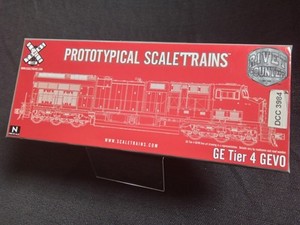 PROTOTYPICAL SCALETRAINS
RIVET
COUNTER
DCC 3984
N
WWW.SCALETRAINS.COM
GE Tier 4 GEVO